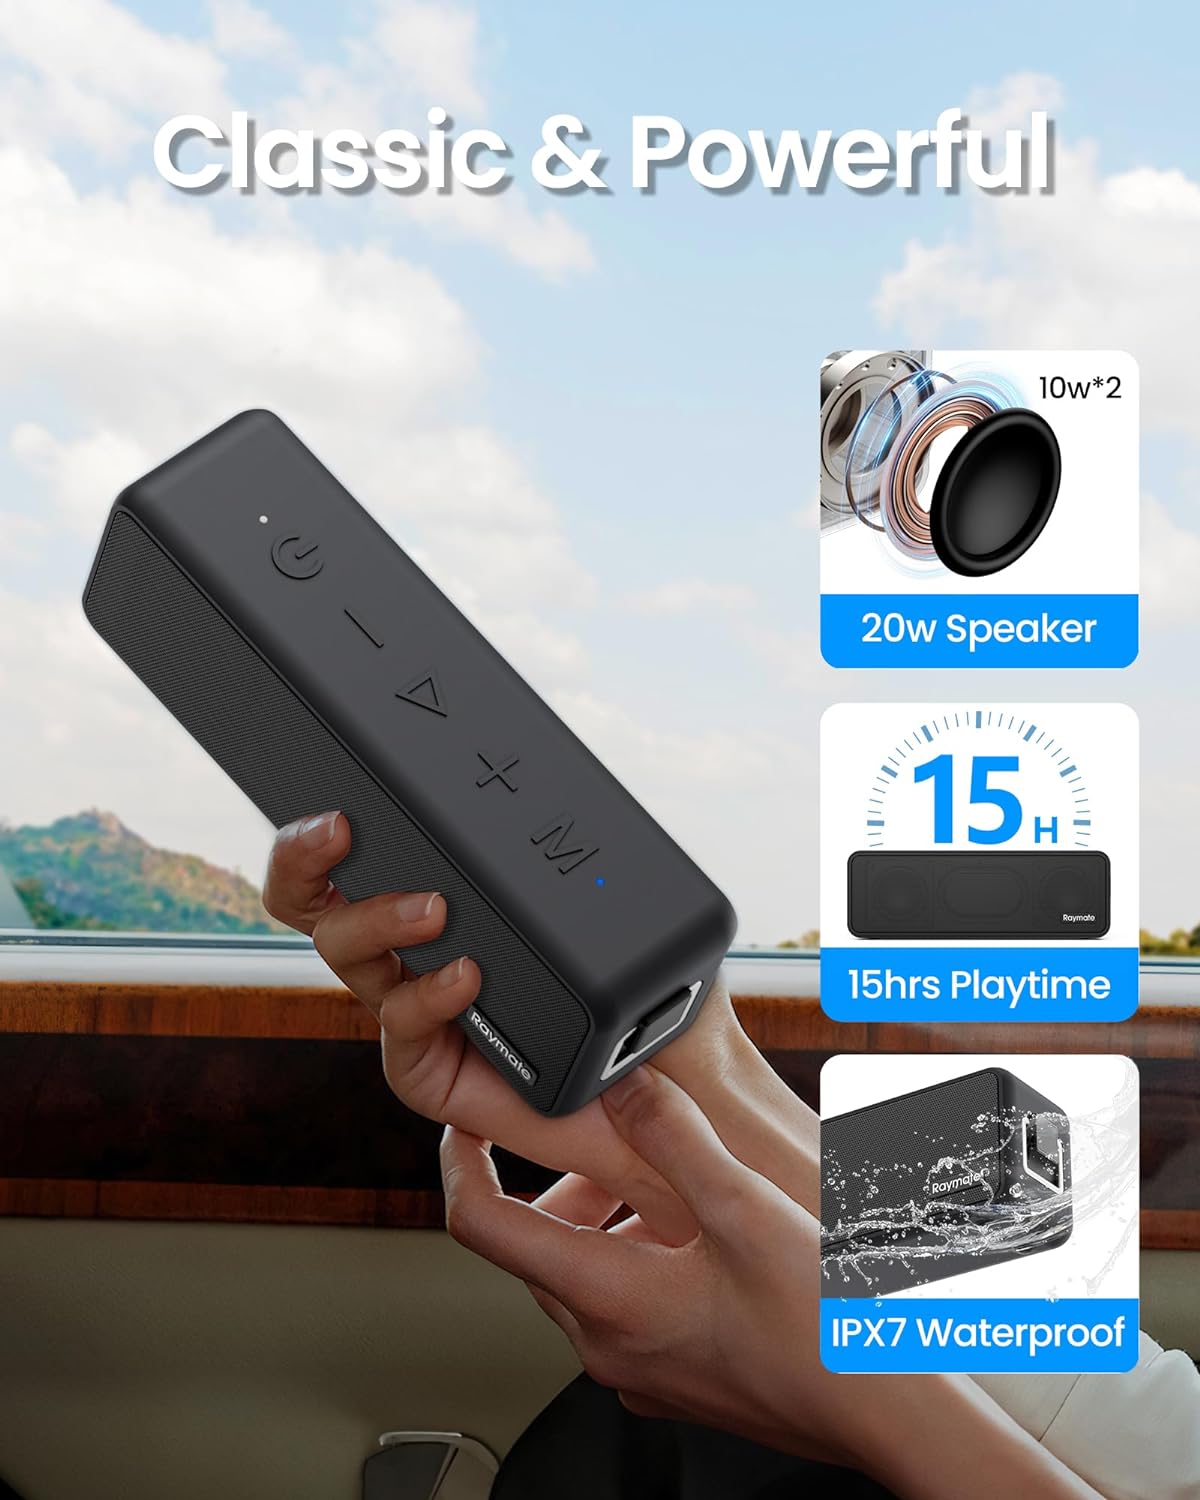 Classic & Powerful
10w*2
20w Speaker
15H
Raymate
15hrs Playtime
M
Raymate
Raymate
IPX7 Waterproof